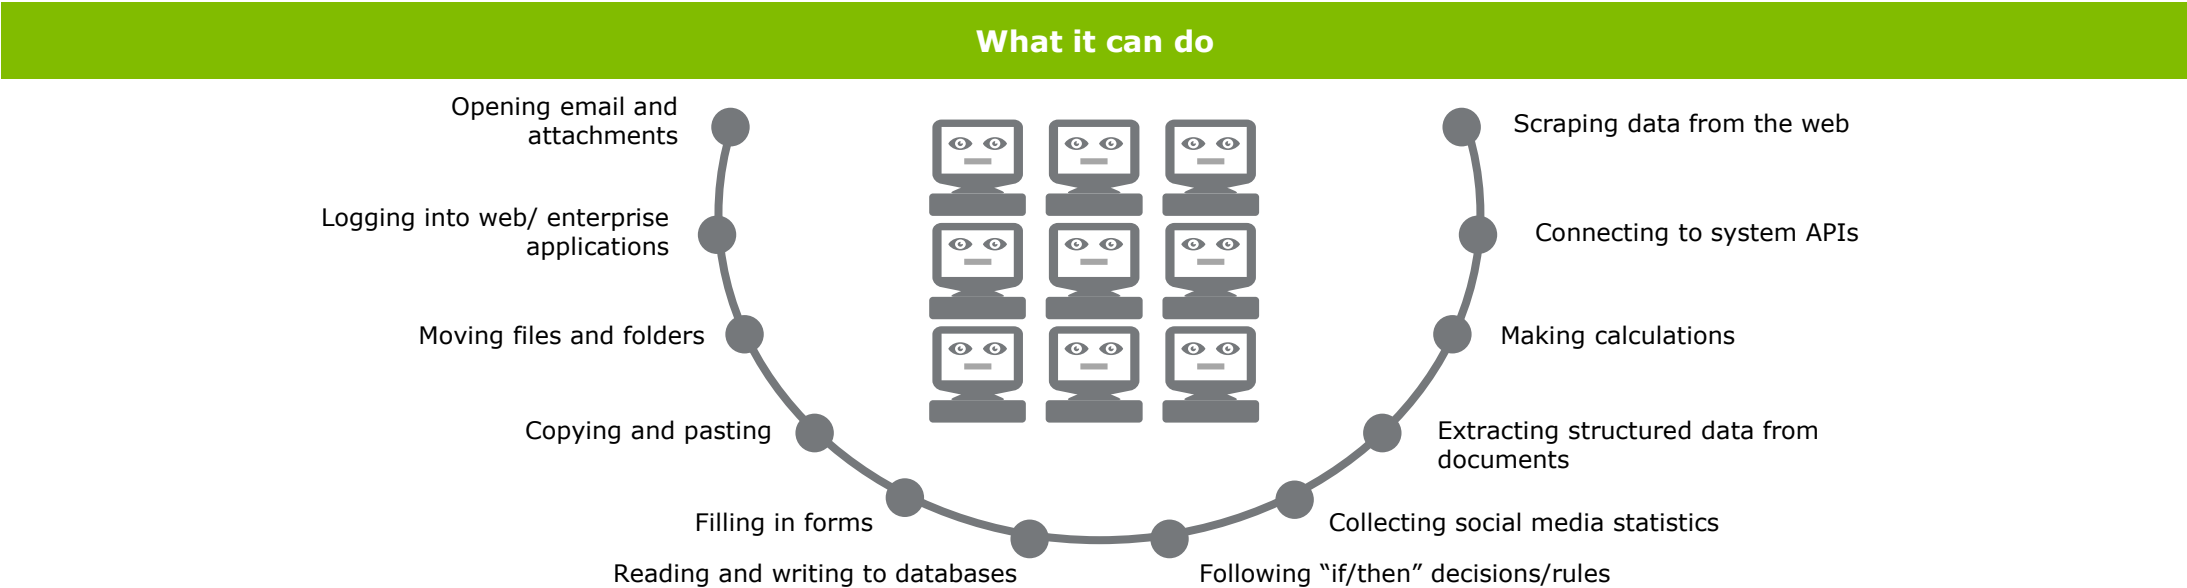 What it can do
Opening email and
attachments
Logging into web/ enterprise
applications
Moving files and folders
Copying and pasting
Filling in forms
Reading and writing to databases
Scraping data from the web
Connecting to system APIs
Making calculations
Extracting structured data from
documents
Collecting social media statistics
Following “if/then” decisions/rules